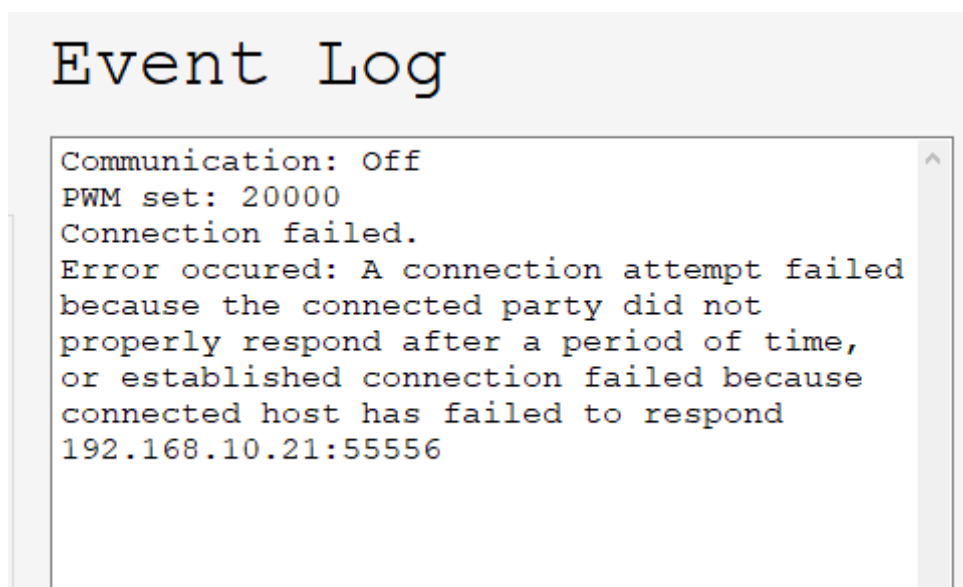 Event Log
Communication: Off
PWM set: 20000
Connection failed.
Error occured: A connection attempt failed
because the connected party did not
properly respond after a period of time,
or established connection failed because
connected host has failed to respond
192.168.10.21:55556